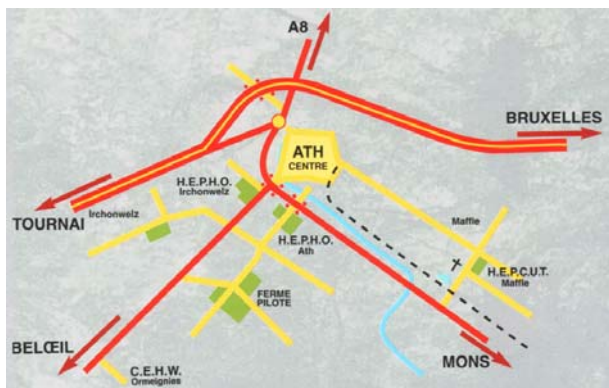 A8
BRUXELLES
ATH
CENTRE
H.E.P.H.O.
Irchonwelz
TOURNAI
Irchonwelz
Maffle
H.E.P.H.O.
Ath
H.E.P.C.U.T.
Maffle
FERME
PILOTE
BELŒIL
C.E.H.W.
Ormeignies
MONS